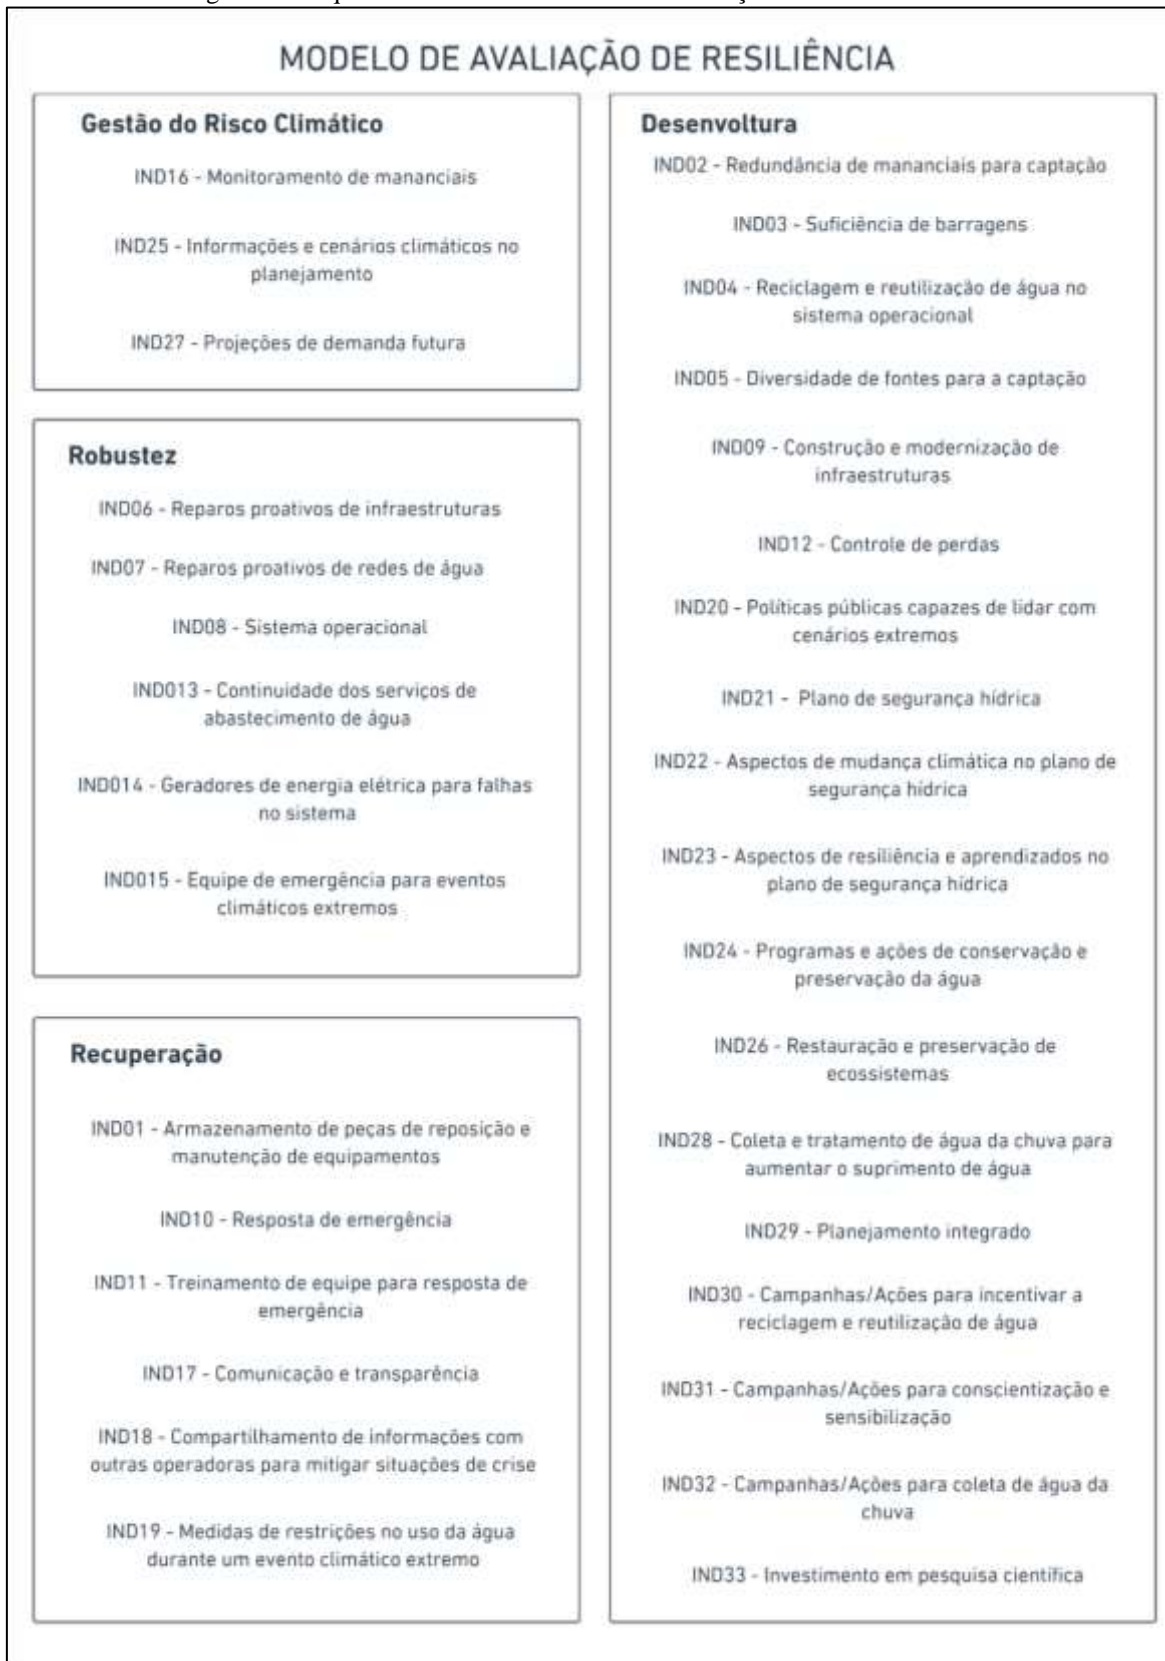 MODELO DE AVALIAÇÃO DE RESILIÊNCIA
Gestão do Risco Climático
IND16 - Monitoramento de mananciais
IND25 - Informações e cenários climáticos no
planejamento
IND27 - Projeções de demanda futura
Robustez
IND06 - Reparos proativos de infraestruturas
IND07 - Reparos proativos de redes de água
IND08 - Sistema operacional
IND013 - Continuidade dos serviços de
abastecimento de água
IND014 - Geradores de energia elétrica para falhas
no sistema
IND015 - Equipe de emergência para eventos
climáticos extremos
Recuperação
IND01 - Armazenamento de peças de reposição e
manutenção de equipamentos
IND10 - Resposta de emergência
IND11 - Treinamento de equipe para resposta de
emergência
IND17 - Comunicação e transparência
IND18 - Compartilhamento de informações com
outras operadoras para mitigar situações de crise
IND19 - Medidas de restrições no uso da água
durante um evento climático extremo
Desenvoltura
IND02 - Redundância de mananciais para captação
IND03 - Suficiência de barragens
IND04 - Reciclagem e reutilização de água no
sistema operacional
IND05 - Diversidade de fontes para a captação
IND09 - Construção e modernização de
infraestruturas
IND12 - Controle de perdas
IND20 - Políticas públicas capazes de lidar com
cenários extremos
IND21 - Plano de segurança hídrica
IND22 - Aspectos de mudança climática no plano de
segurança hídrica
IND23 - Aspectos de resiliência e aprendizados no
plano de segurança hídrica
IND24 - Programas e ações de conservação e
preservação da água
IND26 - Restauração e preservação de
ecossistemas
IND28 - Coleta e tratamento de água da chuva para
aumentar o suprimento de água
IND29 - Planejamento integrado
IND30 - Campanhas/Ações para incentivar a
reciclagem e reutilização de água
IND31 - Campanhas/Ações para conscientização e
sensibilização
IND32 - Campanhas/Ações para coleta de água da
chuva
IND33 - Investimento em pesquisa científica